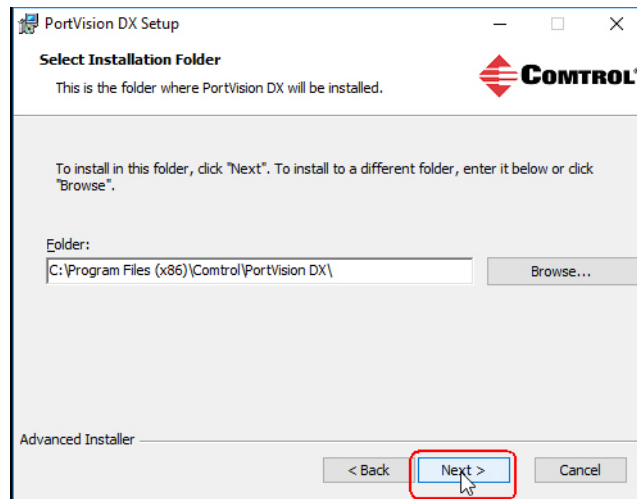 PortVision DX Setup
Select Installation Folder
This is the folder where PortVision DX will be installed.
COMTROL
To install in this folder, click "Next". To install to a different folder, enter it below or click
"Browse".
Folder:
C:\Program Files (x86)\Comtrol\PortVision DX\
Browse...
Advanced Installer
< Back
Next >
Cancel